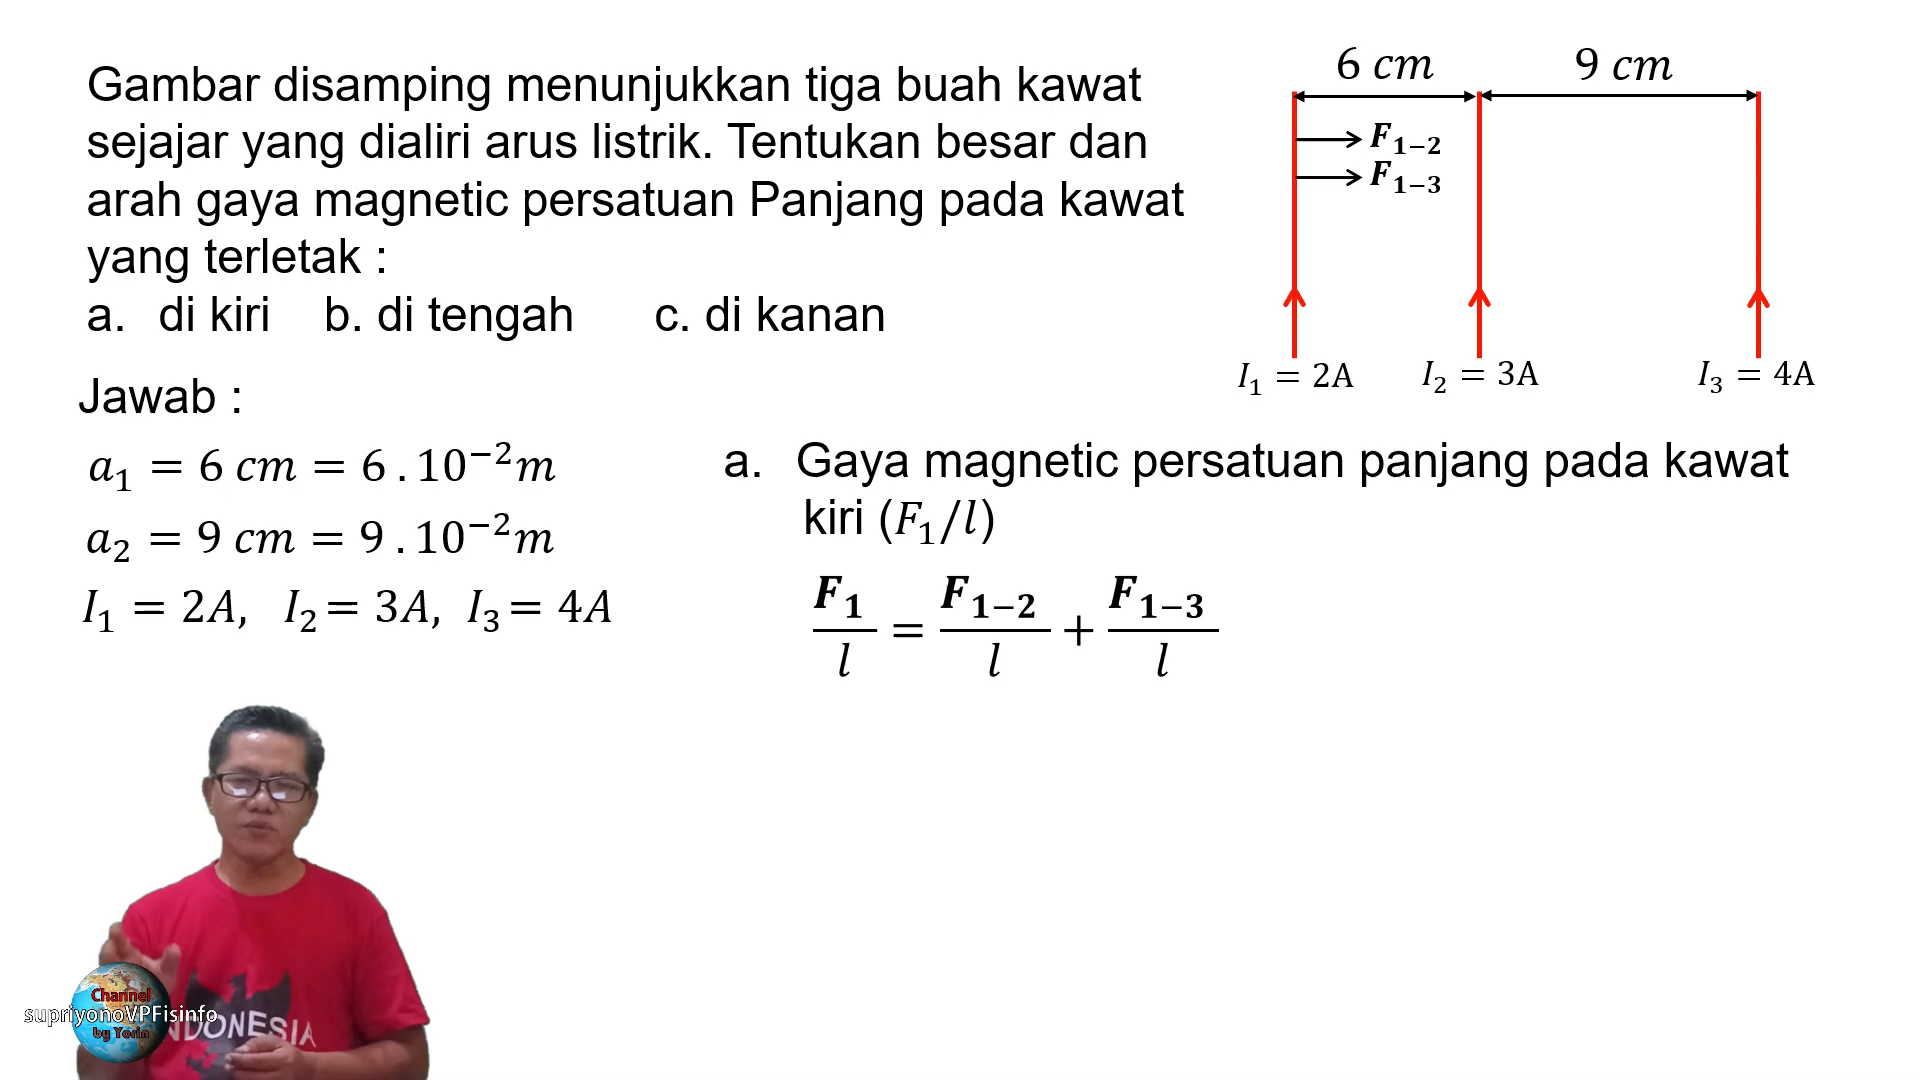 Gambar disamping menunjukkan tiga buah kawat
sejajar yang dialiri arus listrik. Tentukan besar dan
arah gaya magnetic persatuan Panjang pada kawat
yang terletak :
a. di kiri b. di tengah c. di kanan
6 cm 9 cm
F₁₋₂
F₁₋₃
I₁ = 2A I₂ = 3A I₃ = 4A
Jawab :
a₁ = 6 cm = 6 . 10⁻²m
a₂ = 9 cm = 9 . 10⁻²m
I₁ = 2A, I₂ = 3A, I₃ = 4A
a. Gaya magnetic persatuan panjang pada kawat
kiri (F₁/l)
F₁/l = F₁₋₂/l + F₁₋₃/l
Channel
supriyonoVPFisinfo
by Yorin
INDONESIA